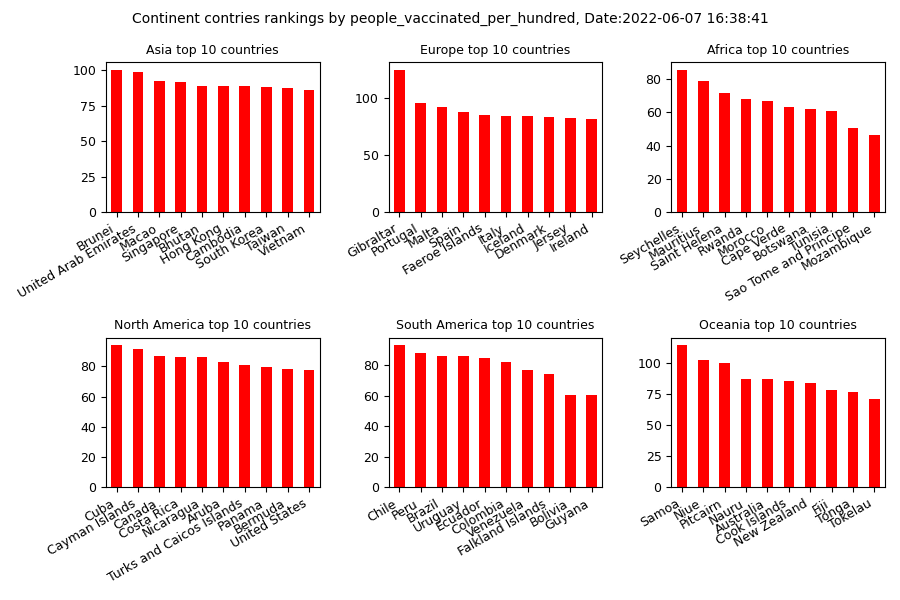 Continent contries rankings by people_vaccinated_per_hundred, Date:2022-06-07 16:38:41
Asia top 10 countries
100
75
50
25
0
Brunei
United Arab Emirates
Macao
Singapore
Bhutan
Hong Kong
Cambodia
South Korea
Taiwan
Vietnam
Europe top 10 countries
100
50
0
Gibraltar
Portugal
Malta
Spain
Faeroe Islands
Italy
Iceland
Denmark
Jersey
Ireland
Africa top 10 countries
80
60
40
20
0
Seychelles
Mauritius
Saint Helena
Rwanda
Morocco
Cape Verde
Botswana
Tunisia
Sao Tome and Principe
Mozambique
North America top 10 countries
80
60
40
20
0
Cuba
Cayman Islands
Canada
Costa Rica
Nicaragua
Aruba
Turks and Caicos Islands
Panama
Bermuda
United States
South America top 10 countries
80
60
40
20
0
Chile
Peru
Brazil
Uruguay
Ecuador
Colombia
Venezuela
Falkland Islands
Bolivia
Guyana
Oceania top 10 countries
100
75
50
25
0
Samoa
Niue
Pitcairn
Nauru
Australia
Cook Islands
New Zealand
Fiji
Tonga
Tokelau